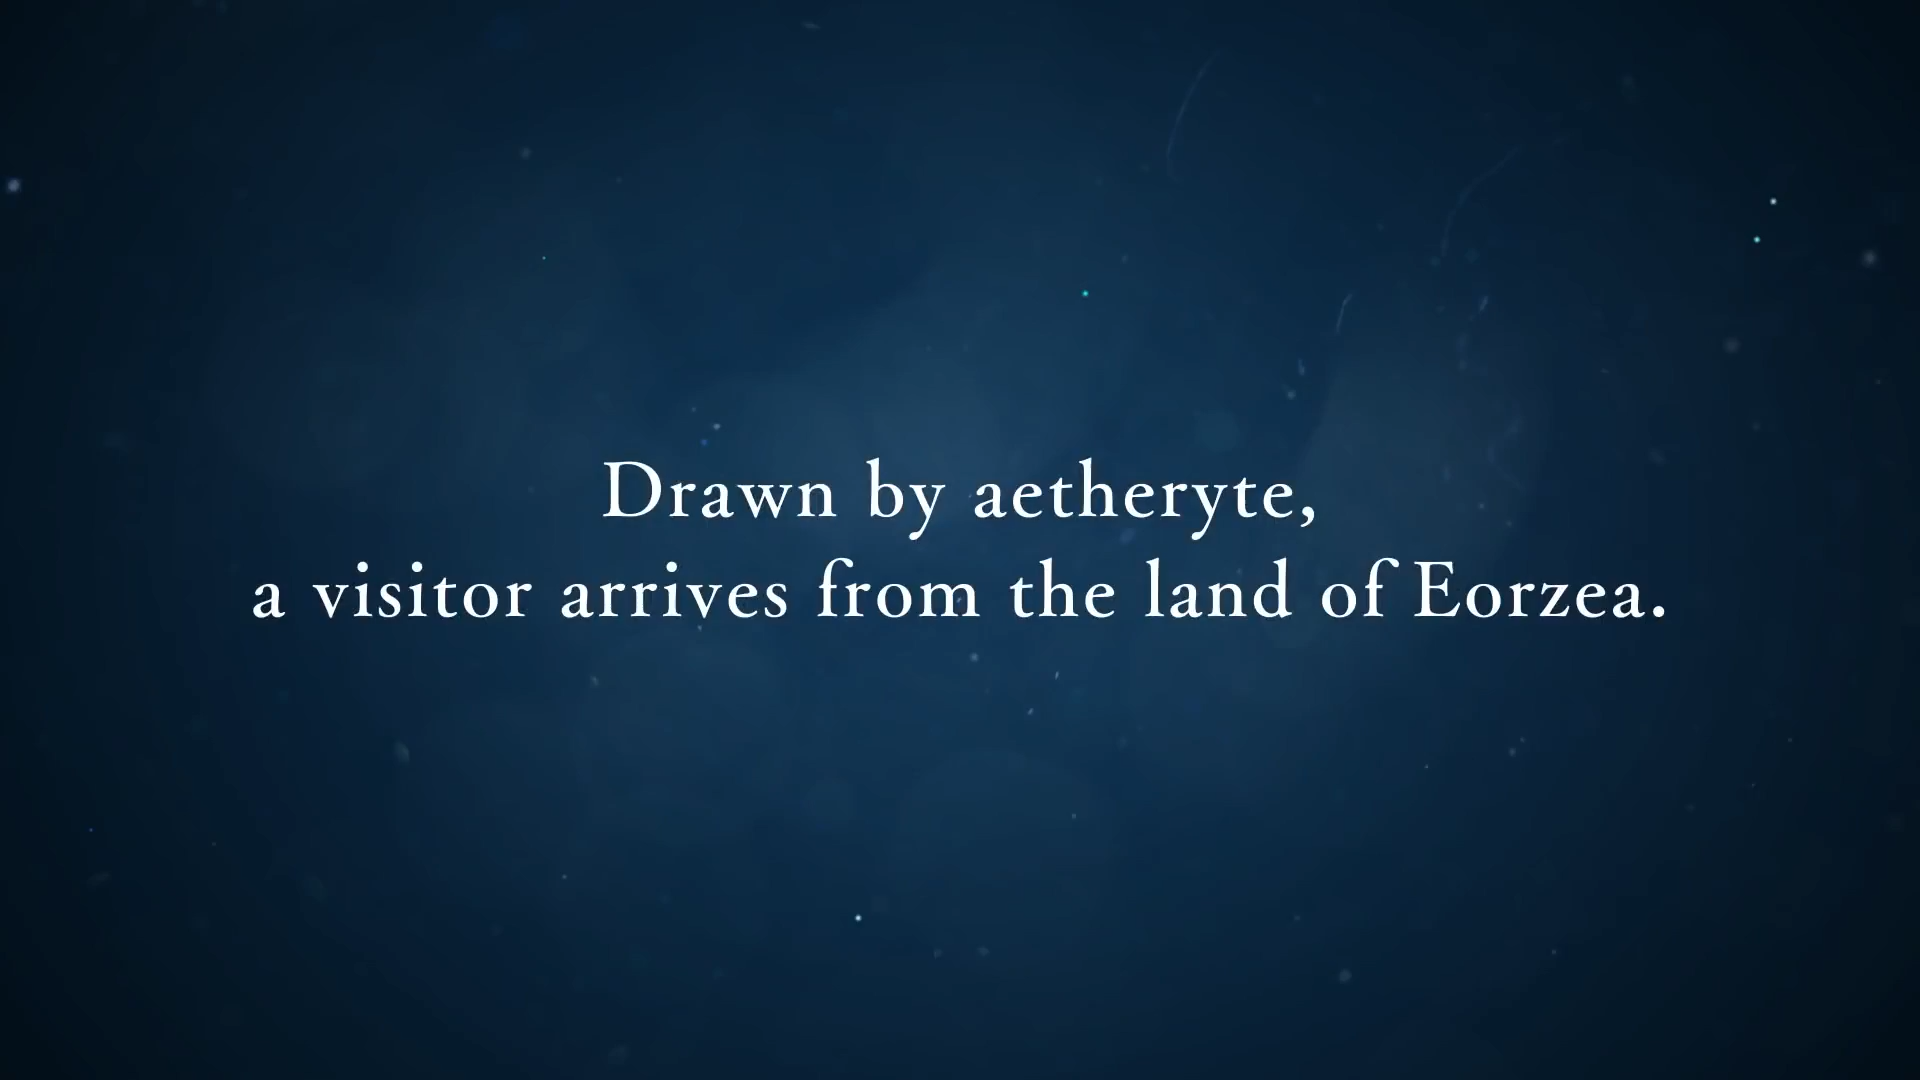 Drawn by aetheryte,
a visitor arrives from the land of Eorzea.